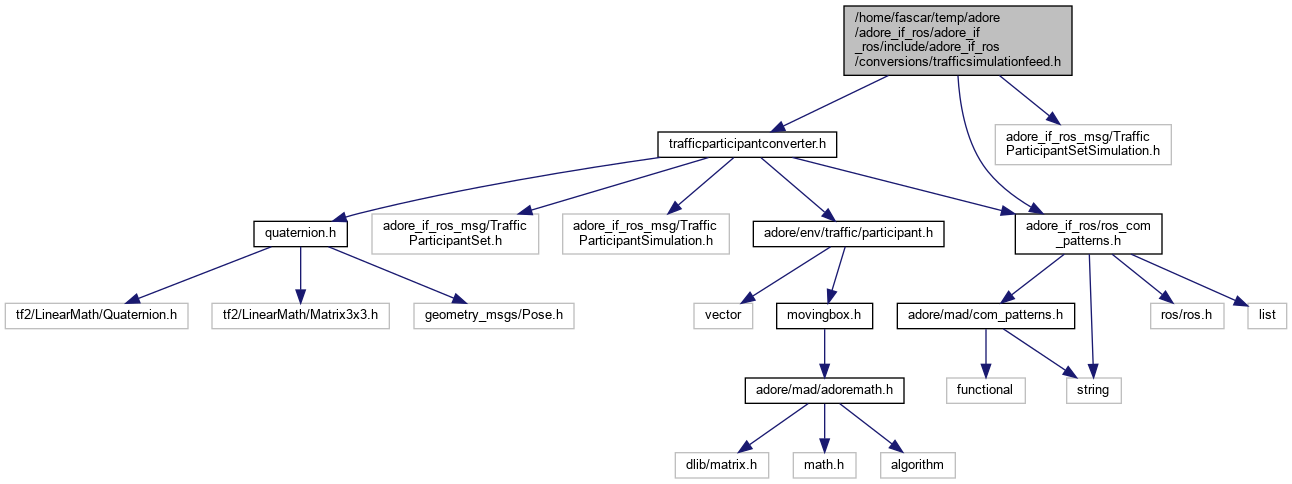 /home/fascar/temp/adore
/adore_if_ros/adore_if
_ros/include/adore_if_ros
/conversions/trafficsimulationfeed.h
trafficparticipantconverter.h
adore_if_ros_msg/Traffic
ParticipantSetSimulation.h
quaternion.h
adore_if_ros_msg/Traffic
ParticipantSet.h
adore_if_ros_msg/Traffic
ParticipantSimulation.h
adore/env/traffic/participant.h
adore_if_ros/ros_com
_patterns.h
tf2/LinearMath/Quaternion.h
tf2/LinearMath/Matrix3x3.h
geometry_msgs/Pose.h
vector
movingbox.h
adore/mad/com_patterns.h
ros/ros.h
list
adore/mad/adoremath.h
functional
string
dlib/matrix.h
math.h
algorithm